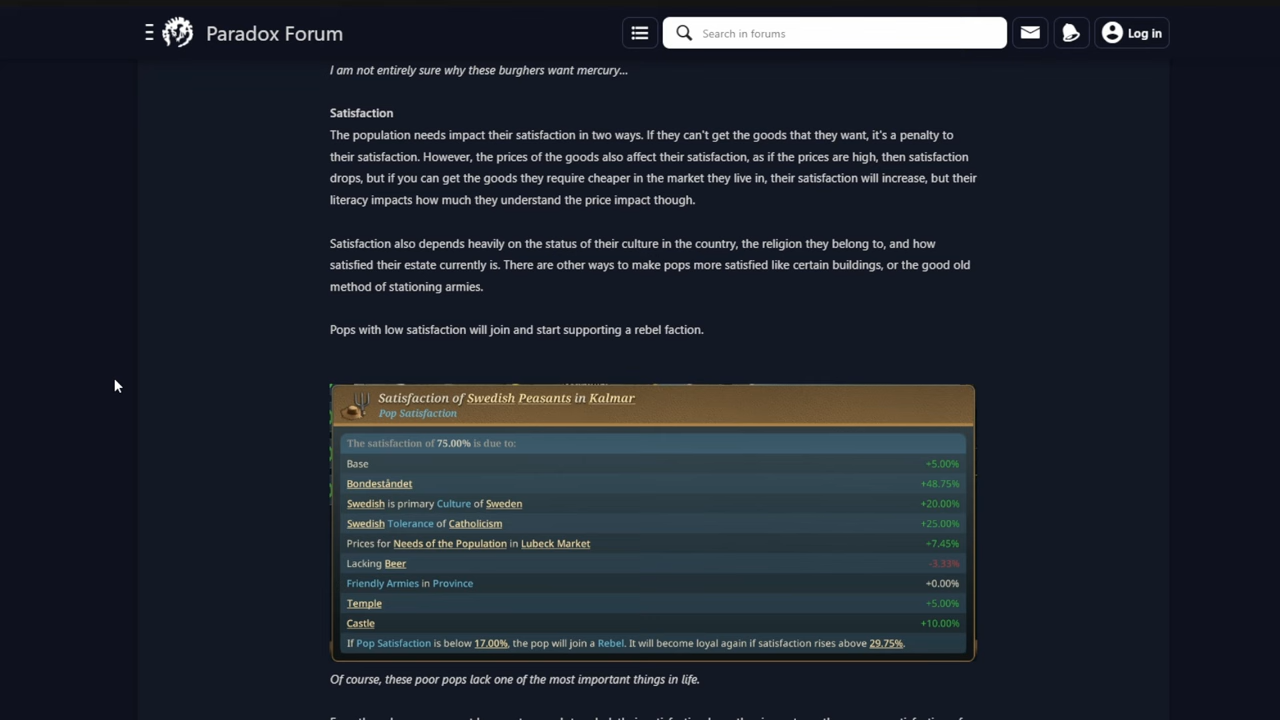 Paradox Forum
Search in forums
Log in
I am not entirely sure why these burghers want mercury...
Satisfaction
The population needs impact their satisfaction in two ways. If they can't get the goods that they want, it's a penalty to
their satisfaction. However, the prices of the goods also affect their satisfaction, as if the prices are high, then satisfaction
drops, but if you can get the goods they require cheaper in the market they live in, their satisfaction will increase, but their
literacy impacts how much they understand the price impact though.
Satisfaction also depends heavily on the status of their culture in the country, the religion they belong to, and how
satisfied their estate currently is. There are other ways to make pops more satisfied like certain buildings, or the good old
method of stationing armies.
Pops with low satisfaction will join and start supporting a rebel faction.
Satisfaction of Swedish Peasants in Kalmar
Pop Satisfaction
The satisfaction of 75.00% is due to:
Base +5.00%
Bondeståndet +48.75%
Swedish is primary Culture of Sweden +20.00%
Swedish Tolerance of Catholicism +25.00%
Prices for Needs of the Population in Lubeck Market +7.45%
Lacking Beer -3.33%
Friendly Armies in Province +0.00%
Temple +5.00%
Castle +10.00%
If Pop Satisfaction is below 17.00%, the pop will join a Rebel. It will become loyal again if satisfaction rises above 29.75%.
Of course, these poor pops lack one of the most important things in life.